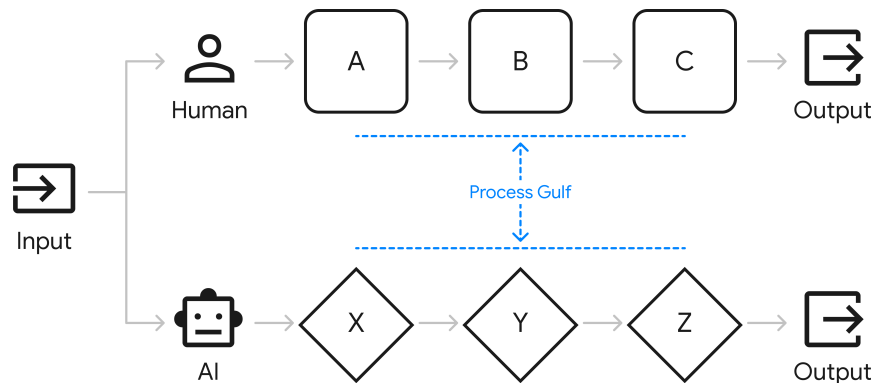 A
B
C
Human
Output
Process Gulf
Input
X
Y
Z
AI
Output